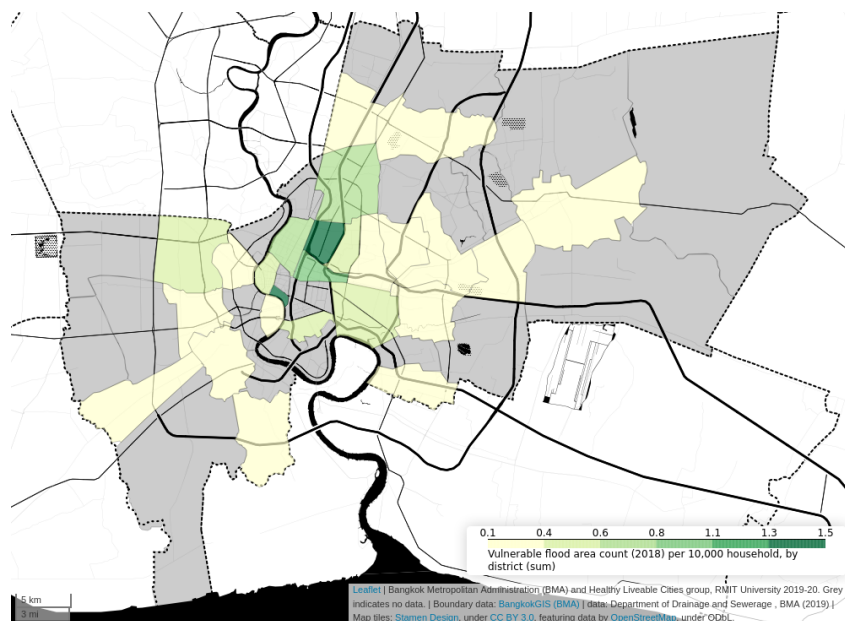 0.1 0.4 0.6 0.8 1.1 1.3 1.5
Vulnerable flood area count (2018) per 10,000 household, by
district (sum)
5 km
3 mi
Leaflet | Bangkok Metropolitan Administration (BMA) and Healthy Liveable Cities group, RMIT University 2019-20. Grey
indicates no data. | Boundary data: BangkokGIS (BMA) | data: Department of Drainage and Sewerage , BMA (2019) |
Map tiles: Stamen Design, under CC BY 3.0, featuring data by OpenStreetMap, under ODbL.